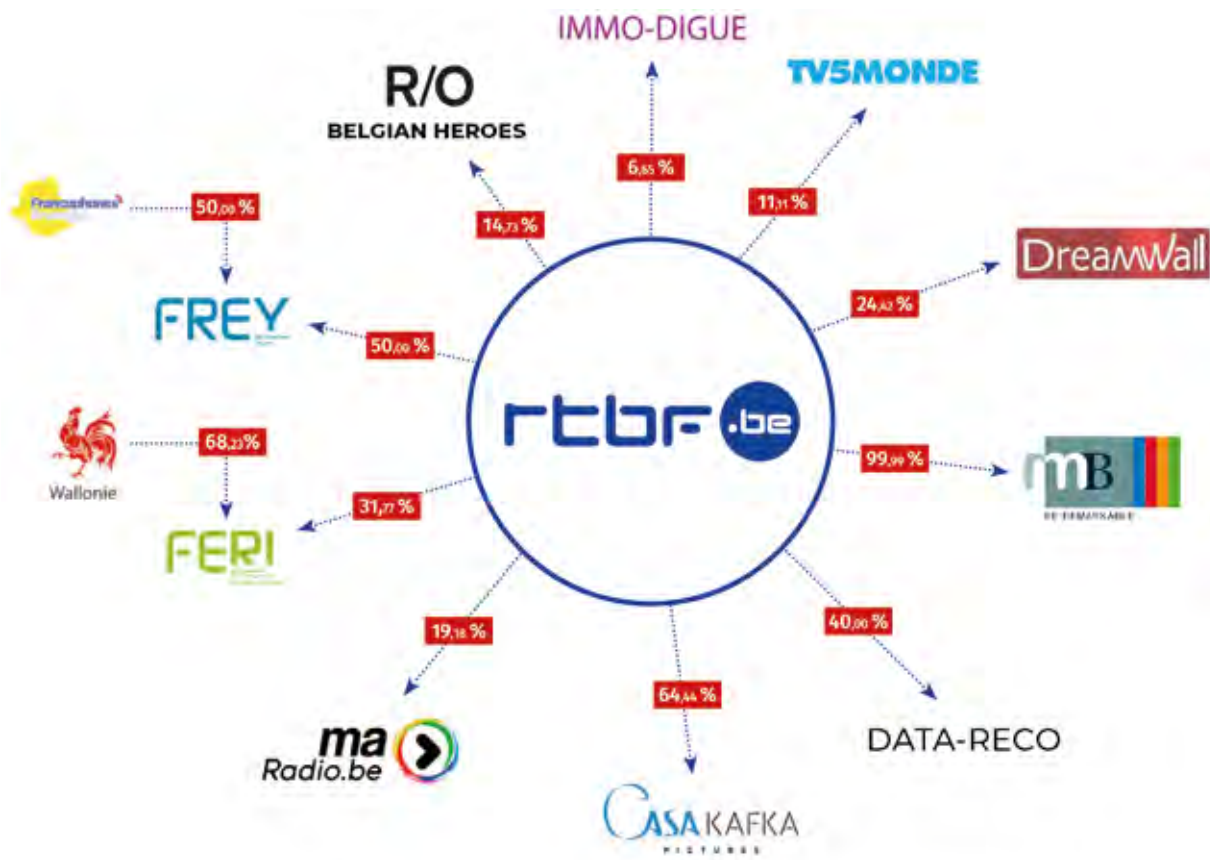 IMMO-DIGUE
TV5MONDE
R/O
BELGIAN HEROES
6,65 %
11,11 %
14,73 %
Francophones
50,00 %
DreamWall
24,42 %
FREY
50,00 %
rtbf.be
Wallonie
68,23%
99,99 %
mB
31,77 %
FERI
19,18 %
40,00 %
64,44 %
ma
Radio.be
DATA-RECO
CASA KAFKA
PICTURES